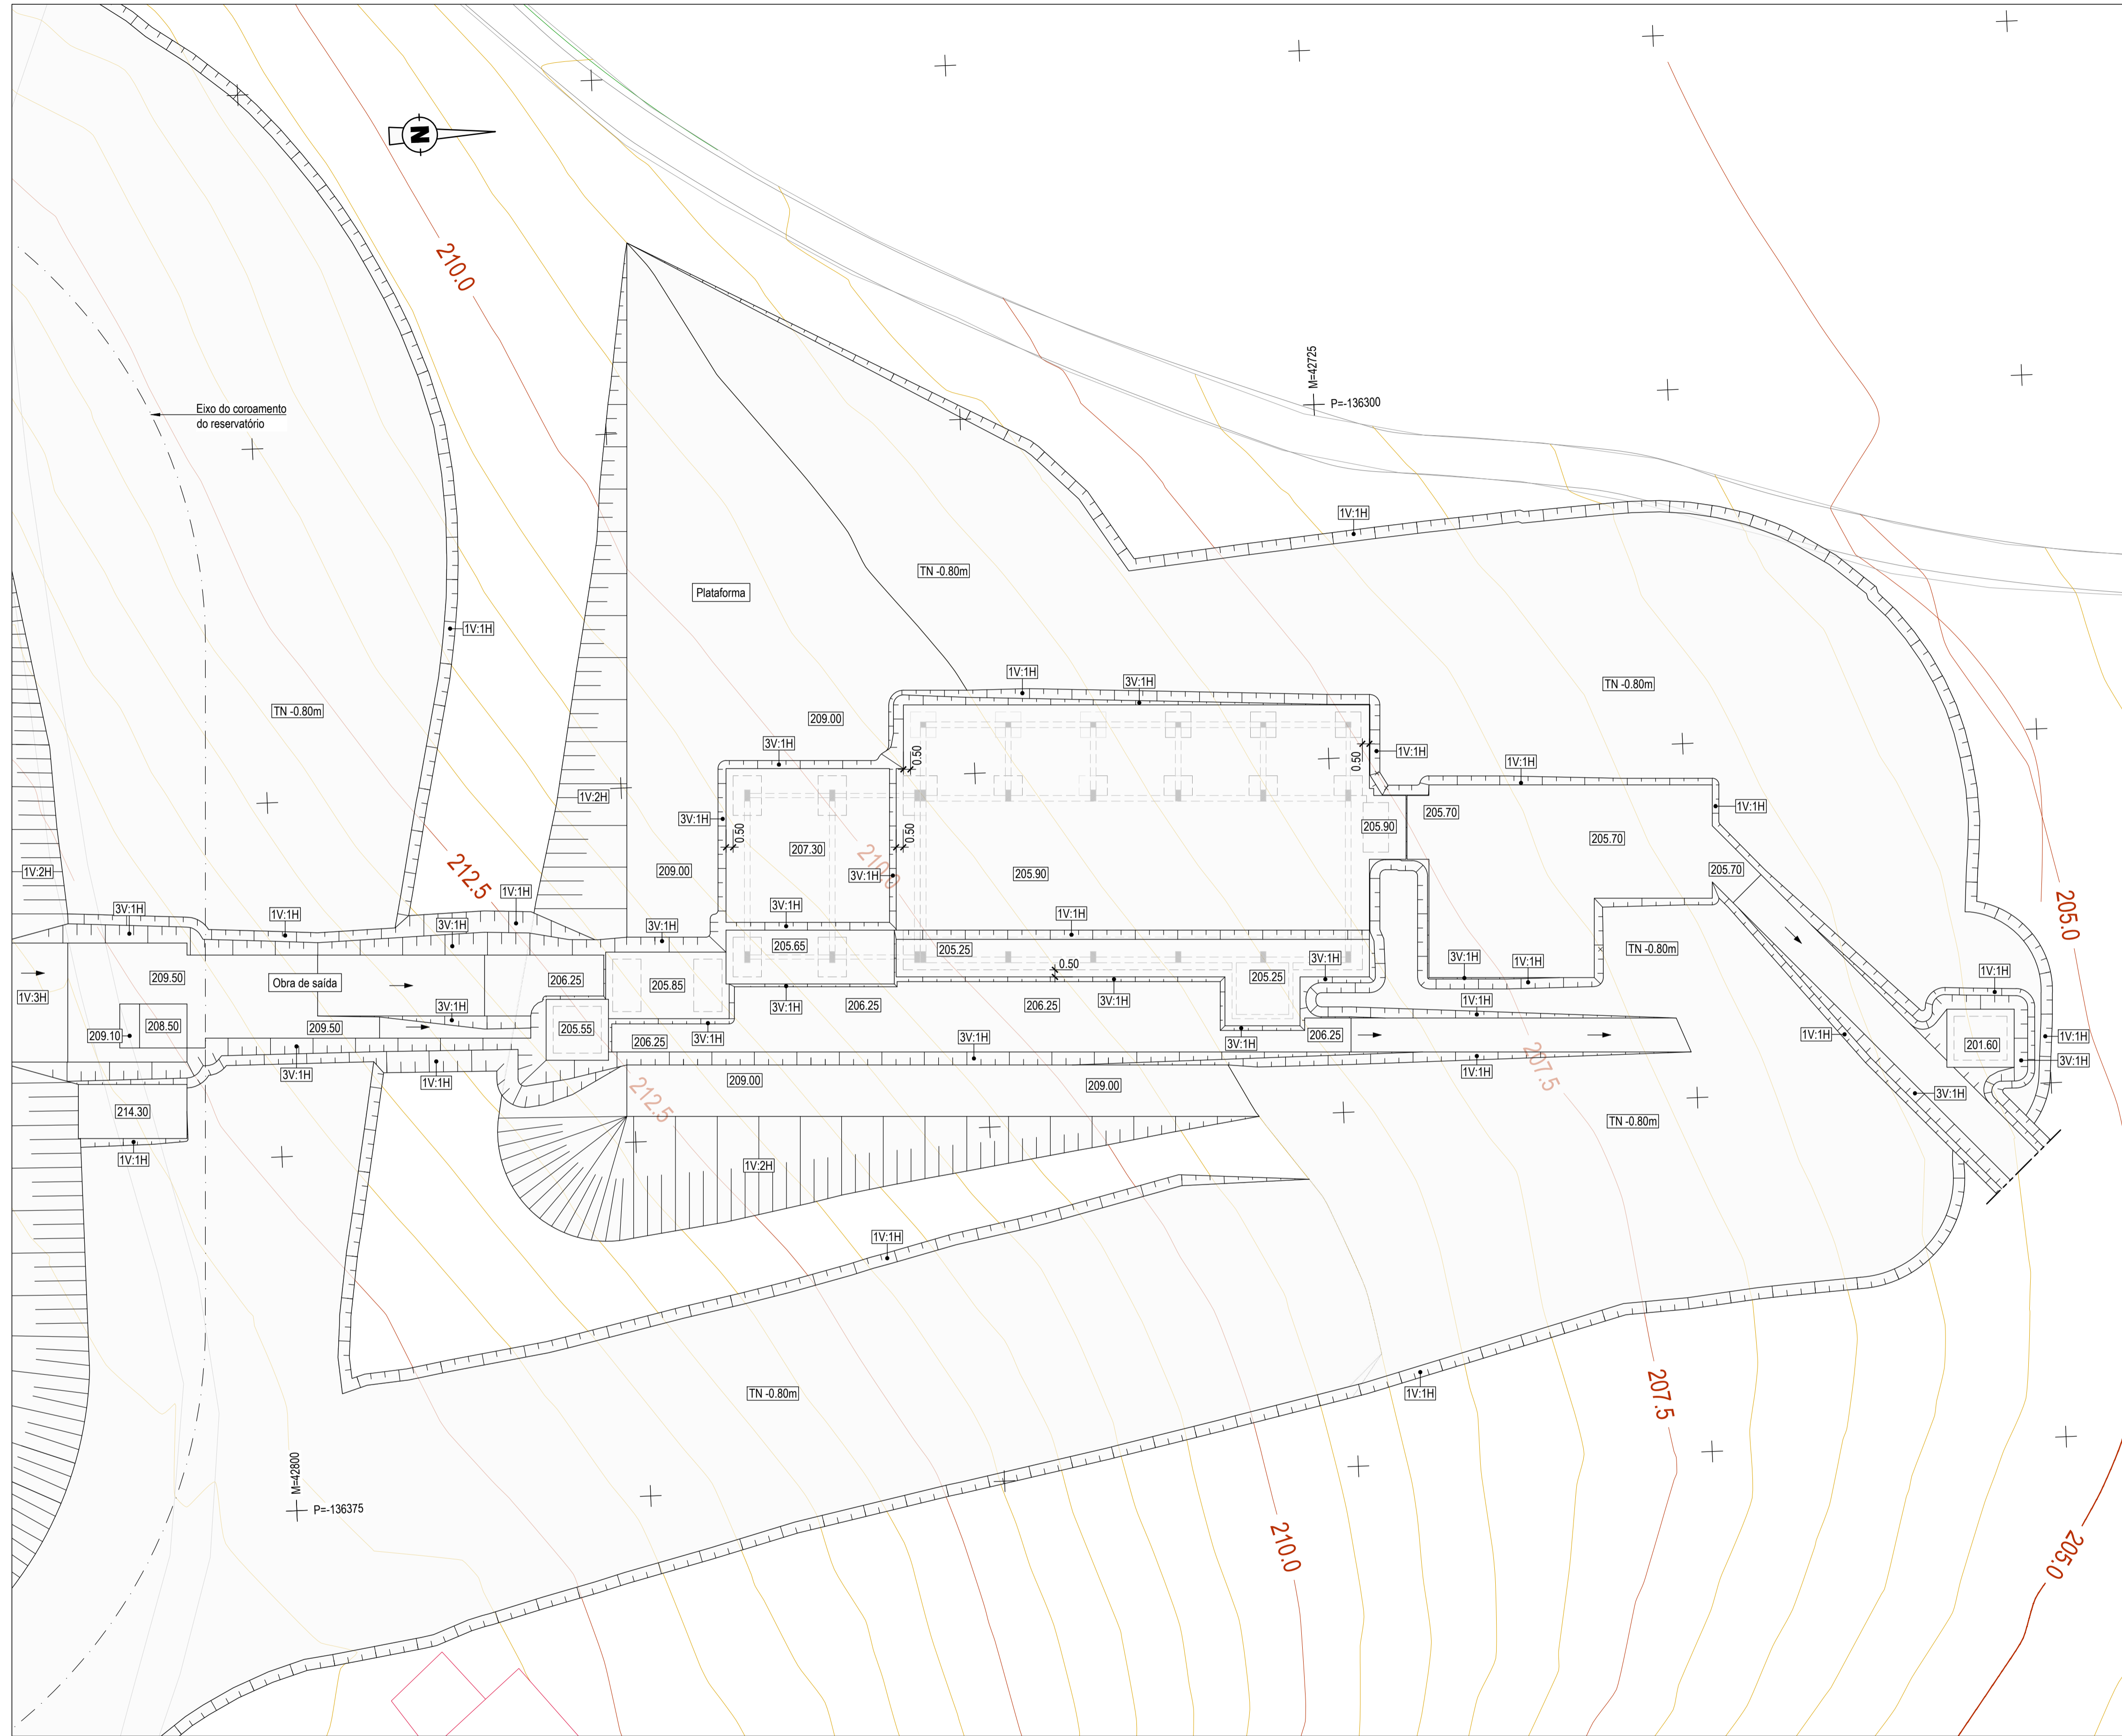 N
210.0
M=42725
P=-136300
Eixo do coroamento
do reservatório
1V:1H
TN -0.80m
Plataforma
1V:1H
TN -0.80m
1V:1H
3V:1H
TN -0.80m
209.00
3V:1H
0.50
0.50
1V:1H
1V:1H
1V:2H
1V:1H
3V:1H
0.50
0.50
205.90
205.70
205.70
207.30
210.0
212.5
1V:2H
209.00
3V:1H
205.90
205.70
1V:1H
3V:1H
1V:1H
3V:1H
3V:1H
3V:1H
1V:1H
205.0
205.65
205.25
TN -0.80m
0.50
209.50
Obra de saída
206.25
205.85
3V:1H
205.25
3V:1H
3V:1H
1V:1H
1V:3H
3V:1H
206.25
206.25
3V:1H
1V:1H
1V:1H
208.50
209.10
209.50
205.55
206.25
3V:1H
3V:1H
3V:1H
206.25
1V:1H
201.60
1V:1H
3V:1H
3V:1H
1V:1H
212.5
209.00
209.00
1V:1H
207.5
3V:1H
214.30
TN -0.80m
1V:1H
1V:2H
1V:1H
TN -0.80m
1V:1H
207.5
M=42800
P=-136375
210.0
205.0